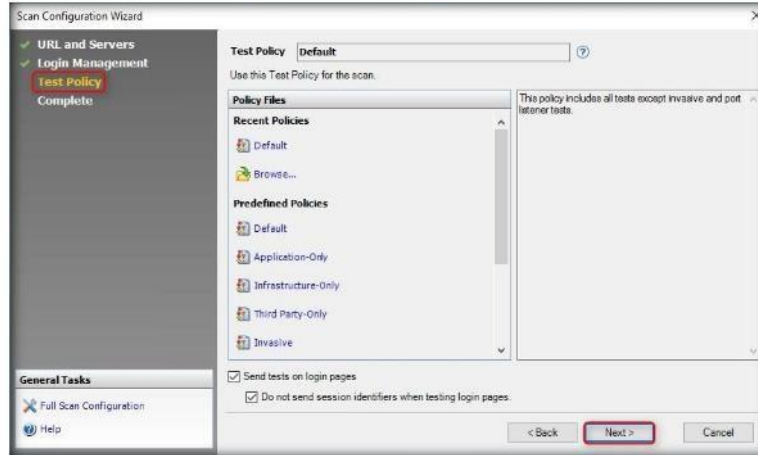 Scan Configuration Wizard
URL and Servers
Login Management
Test Policy
Complete
General Tasks
Full Scan Configuration
Help
Test Policy Default
Use this Test Policy for the scan.
Policy Files
Recent Policies
Default
Browse...
Predefined Policies
Default
Application-Only
Infrastructure-Only
Third Party-Only
Invasive
This policy includes all tests except invasive and port
listener tests.
Send tests on login pages
Do not send session identifiers when testing login pages.
< Back Next > Cancel